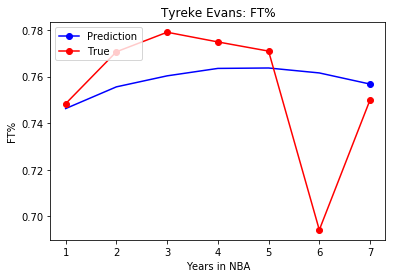 Tyreke Evans: FT%
Prediction
True
FT%
0.78
0.76
0.74
0.72
0.70
1 2 3 4 5 6 7
Years in NBA